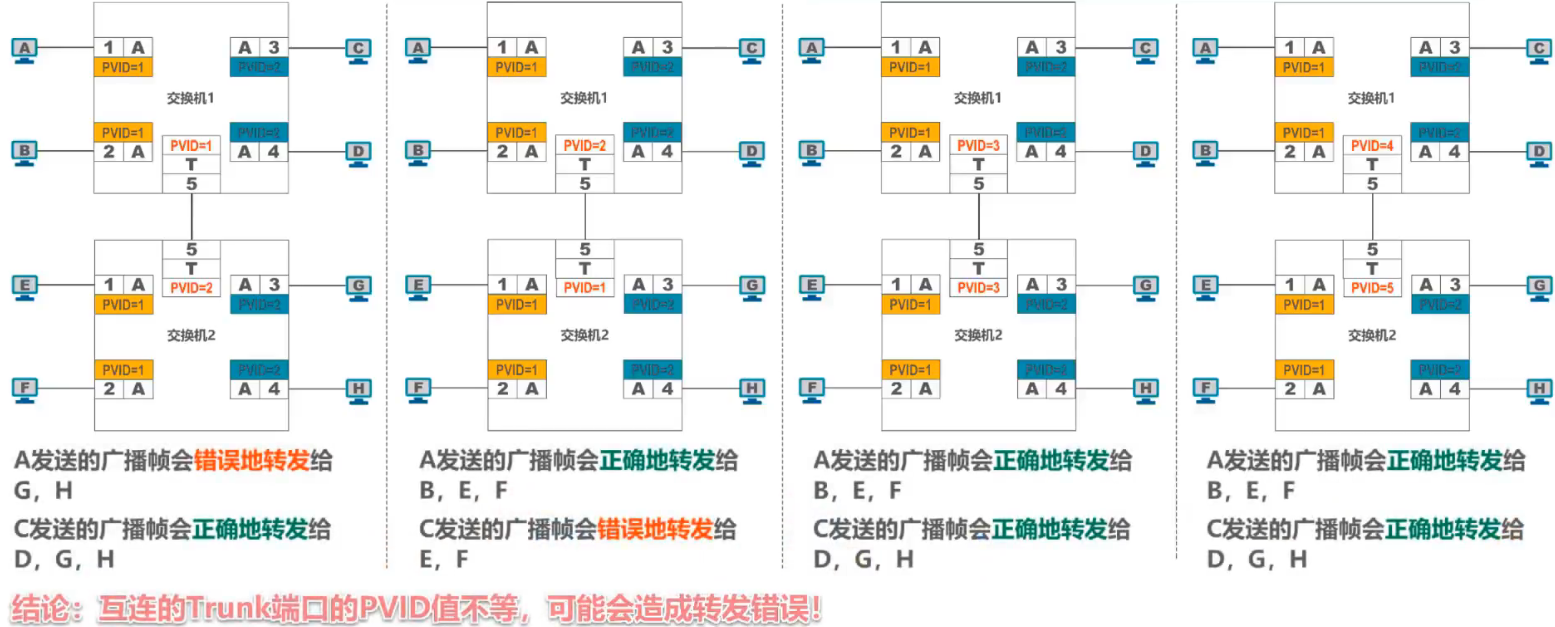 A 1 A A 3 C
PVID=1 PVID=2
交换机1
PVID=1 PVID=1 PVID=2
B 2 A T A 4 D
5
5
E 1 A T A 3 G
PVID=1 PVID=2 PVID=2
交换机2
PVID=1 PVID=2
F 2 A A 4 H
A发送的广播帧会错误地转发给
G，H
C发送的广播帧会正确地转发给
D，G，H
A 1 A A 3 C
PVID=1 PVID=2
交换机1
PVID=1 PVID=2 PVID=2
B 2 A T A 4 D
5
5
E 1 A T A 3 G
PVID=1 PVID=1 PVID=2
交换机2
PVID=1 PVID=2
F 2 A A 4 H
A发送的广播帧会正确地转发给
B，E，F
C发送的广播帧会错误地转发给
E，F
A 1 A A 3 C
PVID=1 PVID=2
交换机1
PVID=1 PVID=3 PVID=2
B 2 A T A 4 D
5
5
E 1 A T A 3 G
PVID=1 PVID=3 PVID=2
交换机2
PVID=1 PVID=2
F 2 A A 4 H
A发送的广播帧会正确地转发给
B，E，F
C发送的广播帧会正确地转发给
D，G，H
A 1 A A 3 C
PVID=1 PVID=2
交换机1
PVID=1 PVID=4 PVID=2
B 2 A T A 4 D
5
5
E 1 A T A 3 G
PVID=1 PVID=5 PVID=2
交换机2
PVID=1 PVID=2
F 2 A A 4 H
A发送的广播帧会正确地转发给
B，E，F
C发送的广播帧会正确地转发给
D，G，H
结论：互连的Trunk端口的PVID值不等，可能会造成转发错误！